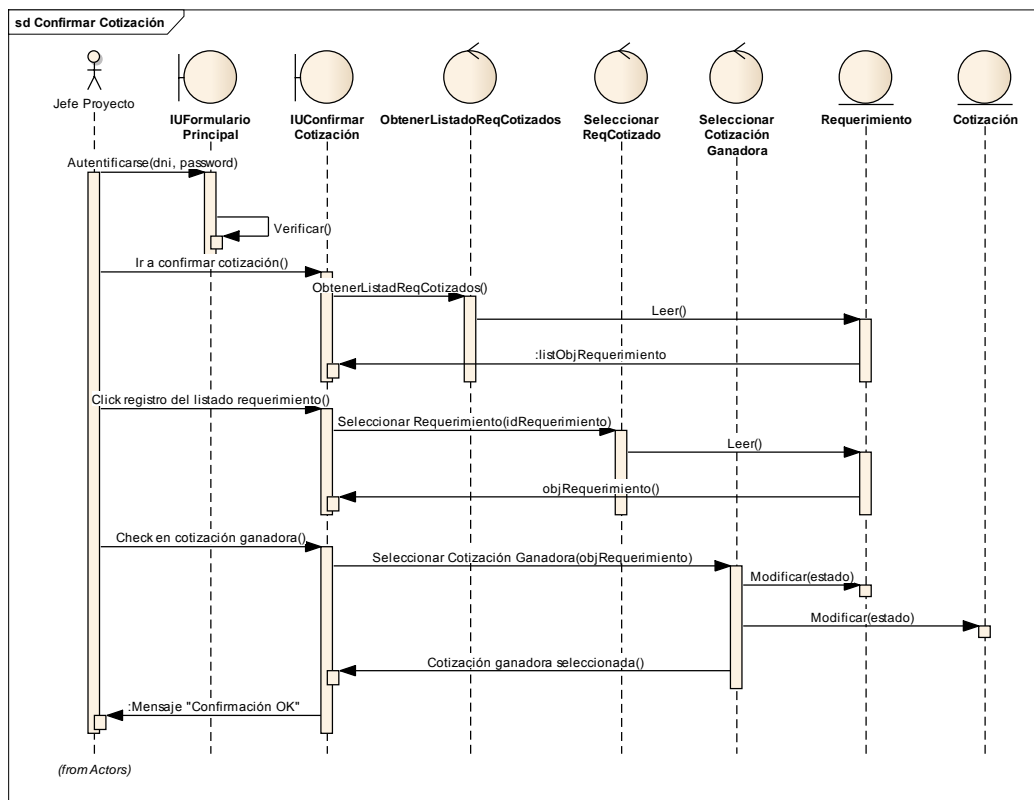 sd Confirmar Cotización
Jefe Proyecto
IUFormulario
Principal
IUConfirmar
Cotización
ObtenerListadoReqCotizados
Seleccionar
ReqCotizado
Seleccionar
Cotización
Ganadora
Requerimiento
Cotización
Autentificarse(dni, password)
Verificar()
Ir a confirmar cotización()
ObtenerListadReqCotizados()
Leer()
:listObjRequerimiento
Click registro del listado requerimiento()
Seleccionar Requerimiento(idRequerimiento)
Leer()
objRequerimiento()
Check en cotización ganadora()
Seleccionar Cotización Ganadora(objRequerimiento)
Modificar(estado)
Modificar(estado)
Cotización ganadora seleccionada()
:Mensaje "Confirmación OK"
(from Actors)